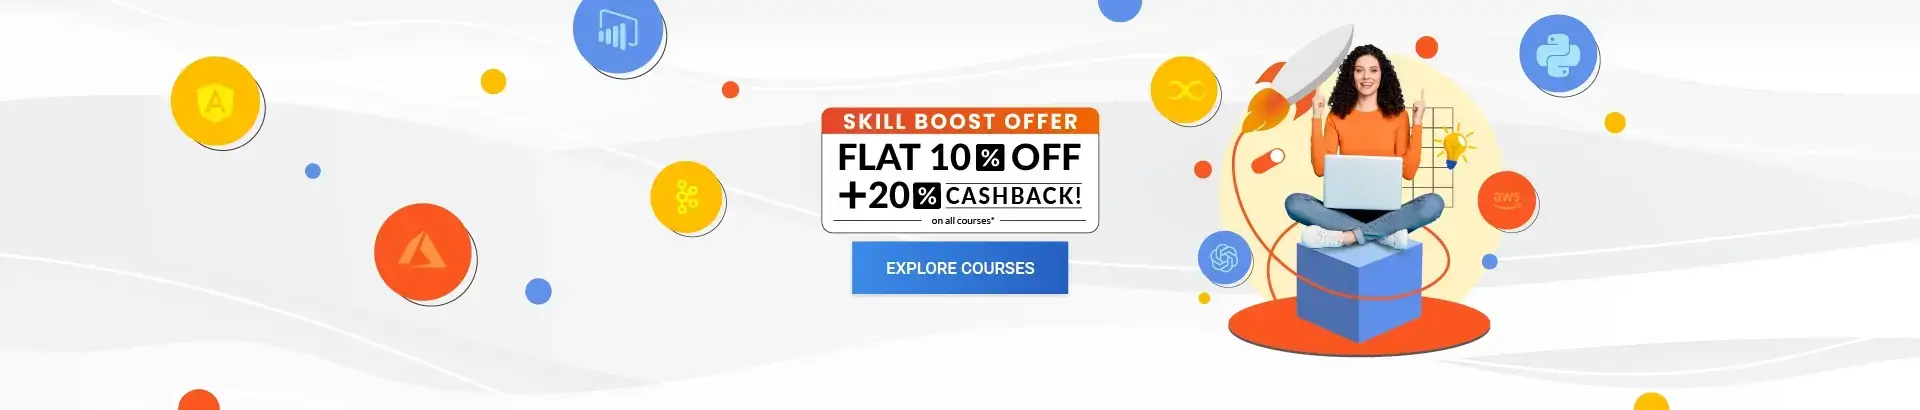 SKILL BOOST OFFER
FLAT 10% OFF
+20% CASHBACK!
on all courses*
EXPLORE COURSES
A
aws